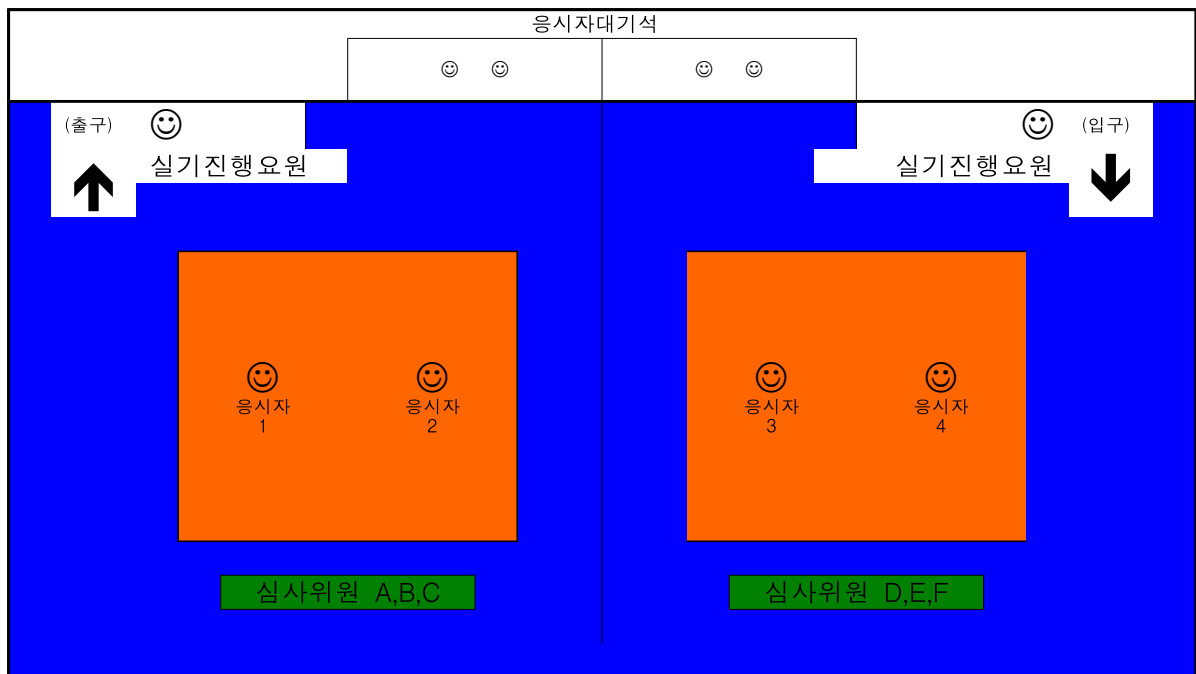 응시자대기석
(출구)
실기진행요원
(입구)
실기진행요원
응시자
1
응시자
2
응시자
3
응시자
4
심사위원 A,B,C
심사위원 D,E,F